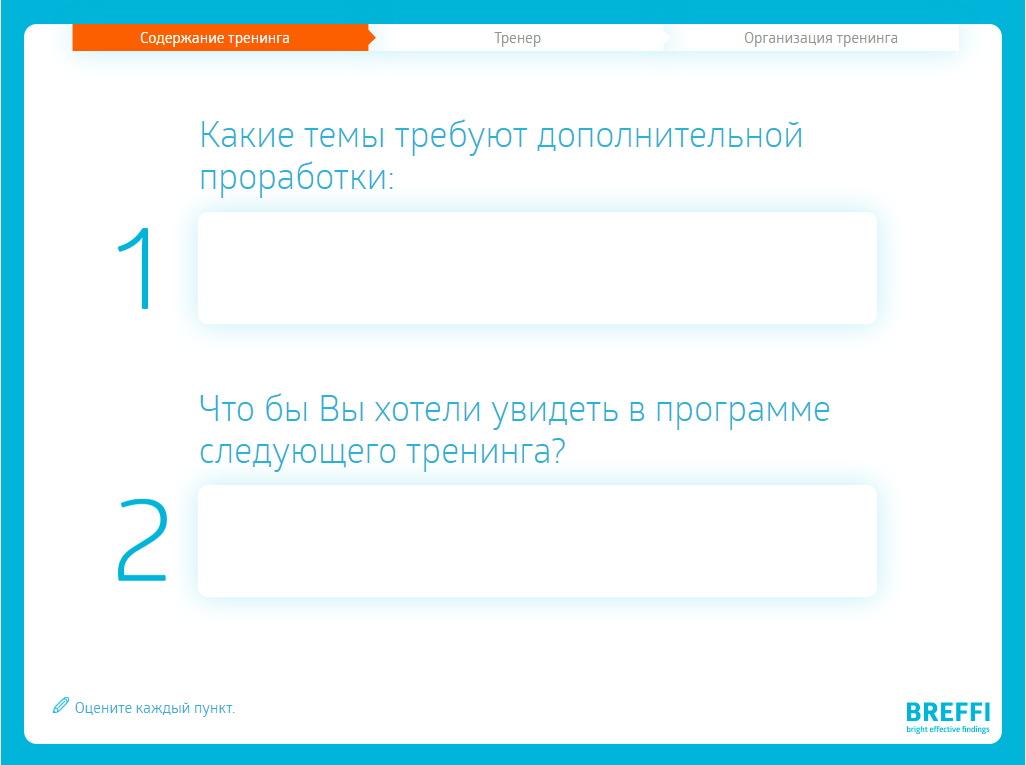 Содержание тренинга
Тренер
Организация тренинга
Какие темы требуют дополнительной
проработки:
1
Что бы Вы хотели увидеть в программе
следующего тренинга?
2
Оцените каждый пункт.
BREFFI
bright effective findings